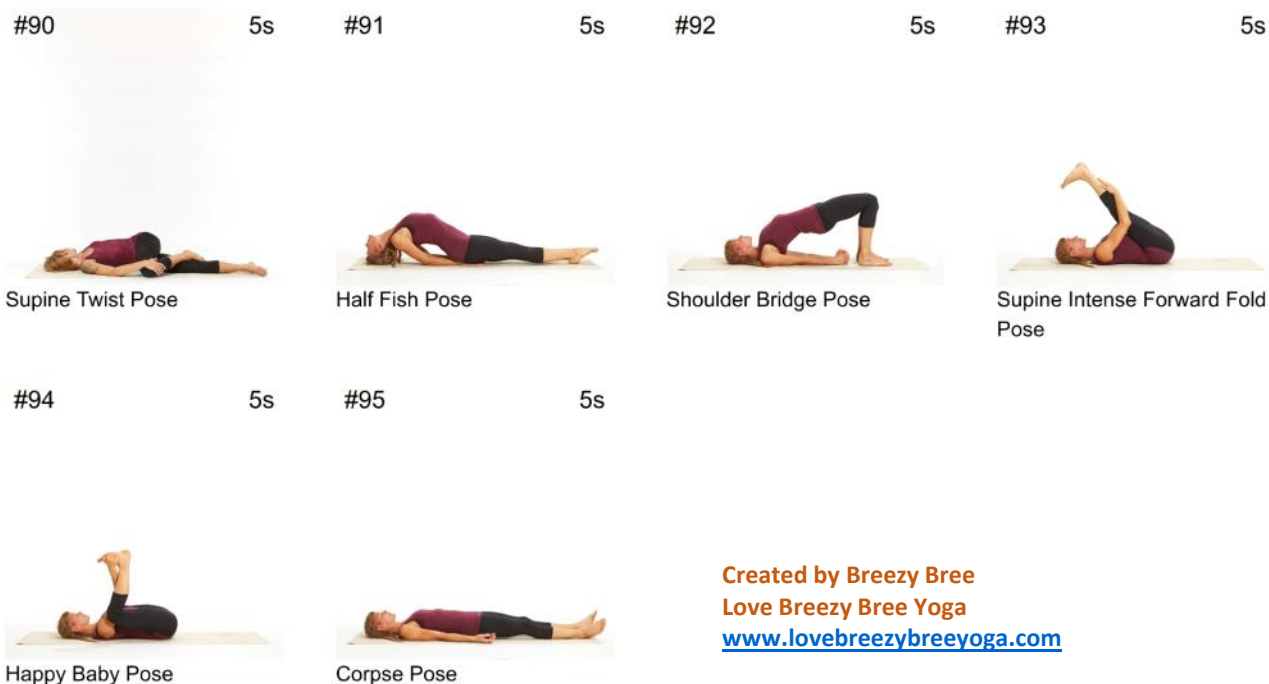 #90 5s
#91 5s
#92 5s
#93 5s
Supine Twist Pose
Half Fish Pose
Shoulder Bridge Pose
Supine Intense Forward Fold
Pose
#94 5s
#95 5s
Happy Baby Pose
Corpse Pose
Created by Breezy Bree
Love Breezy Bree Yoga
www.lovebreezybreeyoga.com